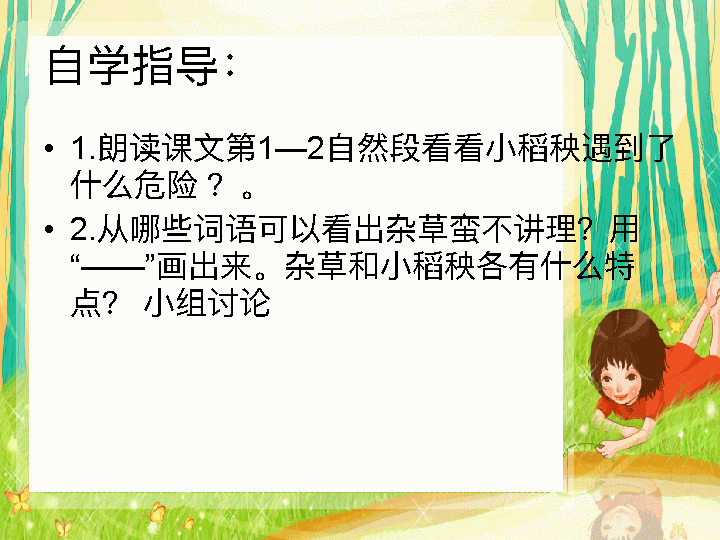 自学指导：
• 1.朗读课文第1—2自然段看看小稻秧遇到了
什么危险？。
• 2.从哪些词语可以看出杂草蛮不讲理？用
“——”画出来。杂草和小稻秧各有什么特
点？ 小组讨论